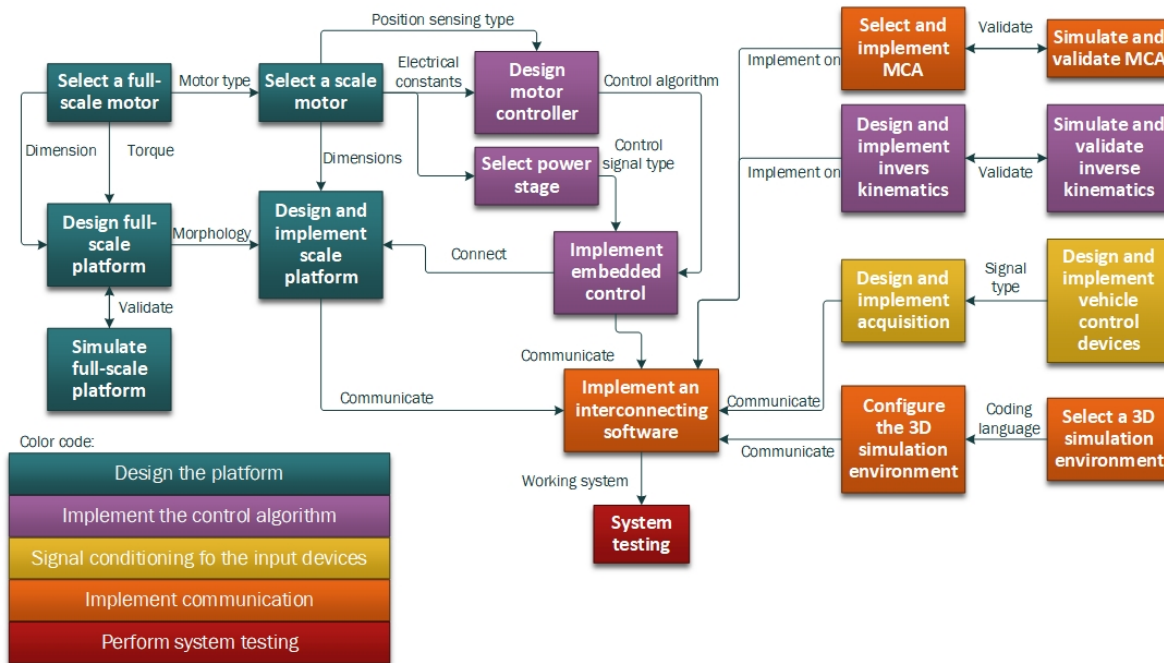 Position sensing type
Select a full-
scale motor
Motor type
Select a scale
motor
Electrical
constants
Design
motor
controller
Control algorithm
Implement on
Select and
implement
MCA
Validate
Simulate and
validate MCA
Dimension
Torque
Dimensions
Select power
stage
Control
signal type
Implement on
Design and
implement
invers
kinematics
Validate
Simulate and
validate
inverse
kinematics
Design full-
scale
platform
Morphology
Design and
implement
scale
platform
Connect
Implement
embedded
control
Design and
implement
acquisition
Signal
type
Design and
implement
vehicle
control
devices
Validate
Simulate
full-scale
platform
Communicate
Communicate
Implement an
interconnecting
software
Communicate
Communicate
Configure
the 3D
simulation
environment
Coding
language
Select a 3D
simulation
environment
Working system
System
testing
Color code:
Design the platform
Implement the control algorithm
Signal conditioning fo the input devices
Implement communication
Perform system testing